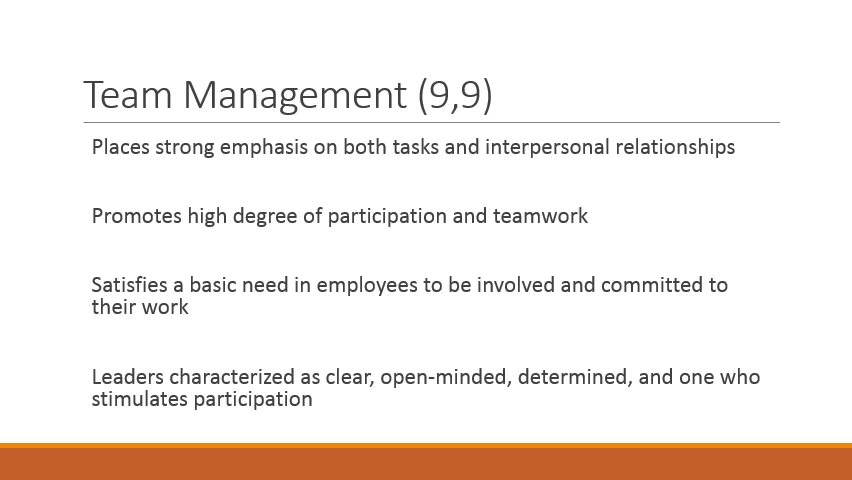 Team Management (9,9)
Places strong emphasis on both tasks and interpersonal relationships
Promotes high degree of participation and teamwork
Satisfies a basic need in employees to be involved and committed to
their work
Leaders characterized as clear, open-minded, determined, and one who
stimulates participation